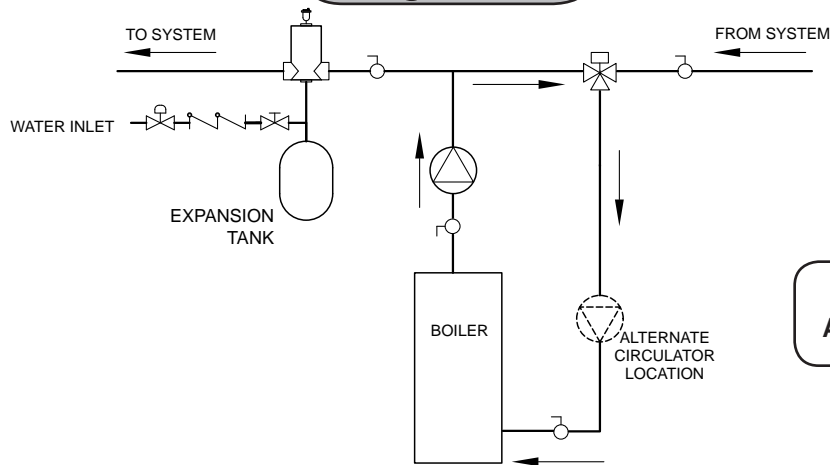 TO SYSTEM
FROM SYSTEM
WATER INLET
EXPANSION
TANK
BOILER
ALTERNATE
CIRCULATOR
LOCATION